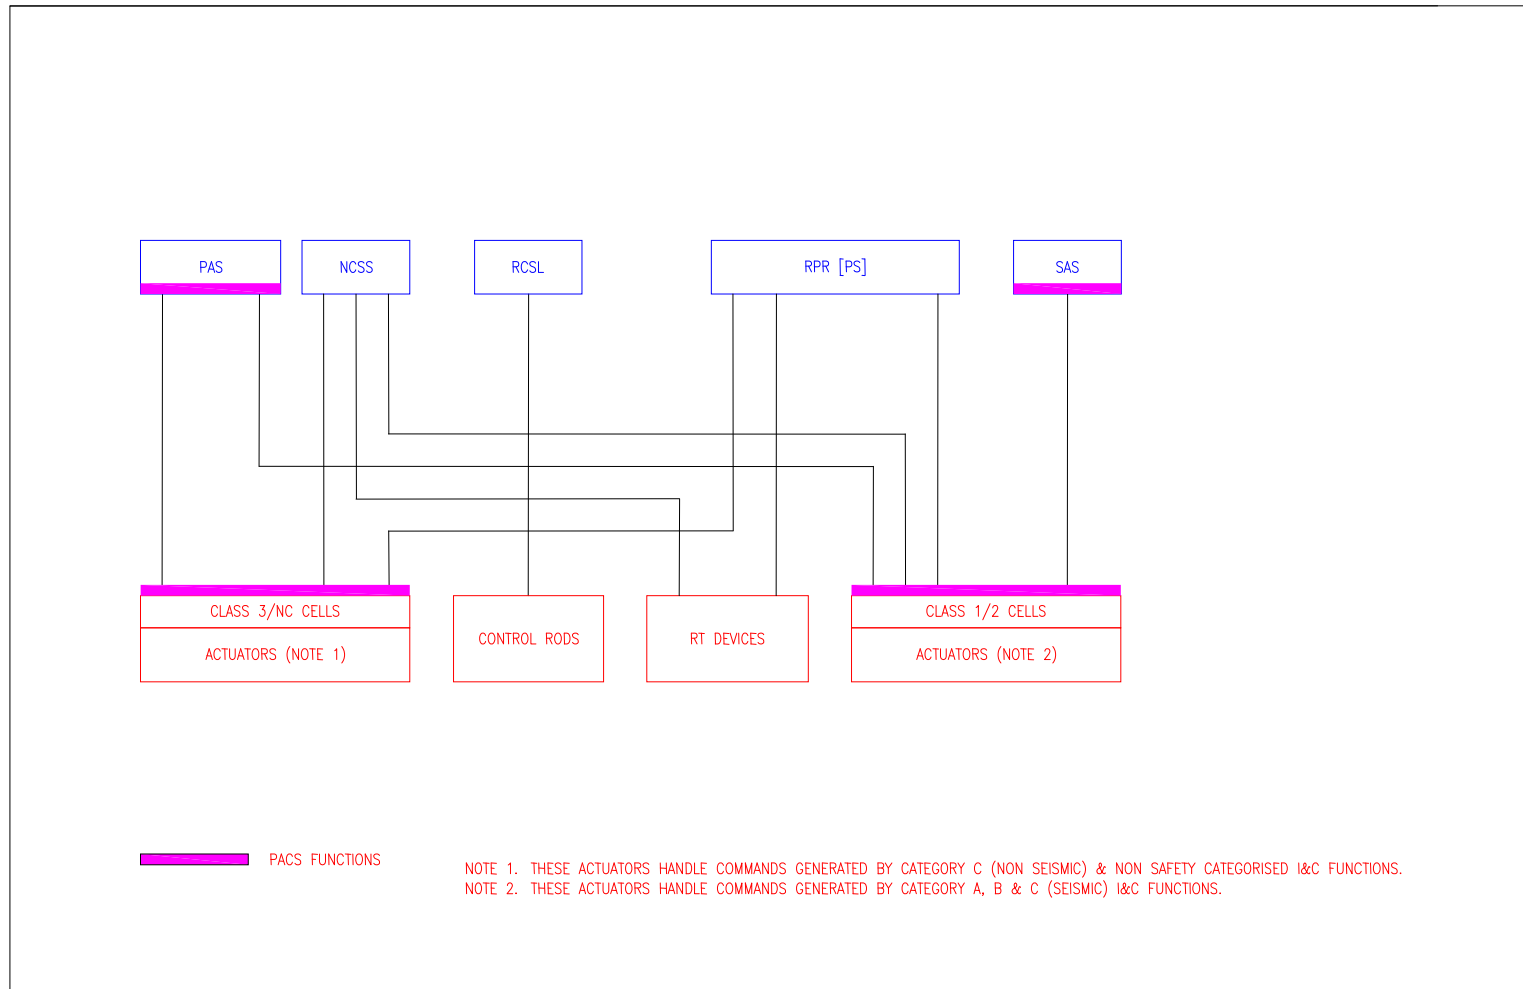 PAS
NCSS
RCSL
RPR [PS]
SAS
CLASS 3/NC CELLS
ACTUATORS (NOTE 1)
CONTROL RODS
RT DEVICES
CLASS 1/2 CELLS
ACTUATORS (NOTE 2)
PACS FUNCTIONS
NOTE 1. THESE ACTUATORS HANDLE COMMANDS GENERATED BY CATEGORY C (NON SEISMIC) & NON SAFETY CATEGORISED I&C FUNCTIONS.
NOTE 2. THESE ACTUATORS HANDLE COMMANDS GENERATED BY CATEGORY A, B & C (SEISMIC) I&C FUNCTIONS.